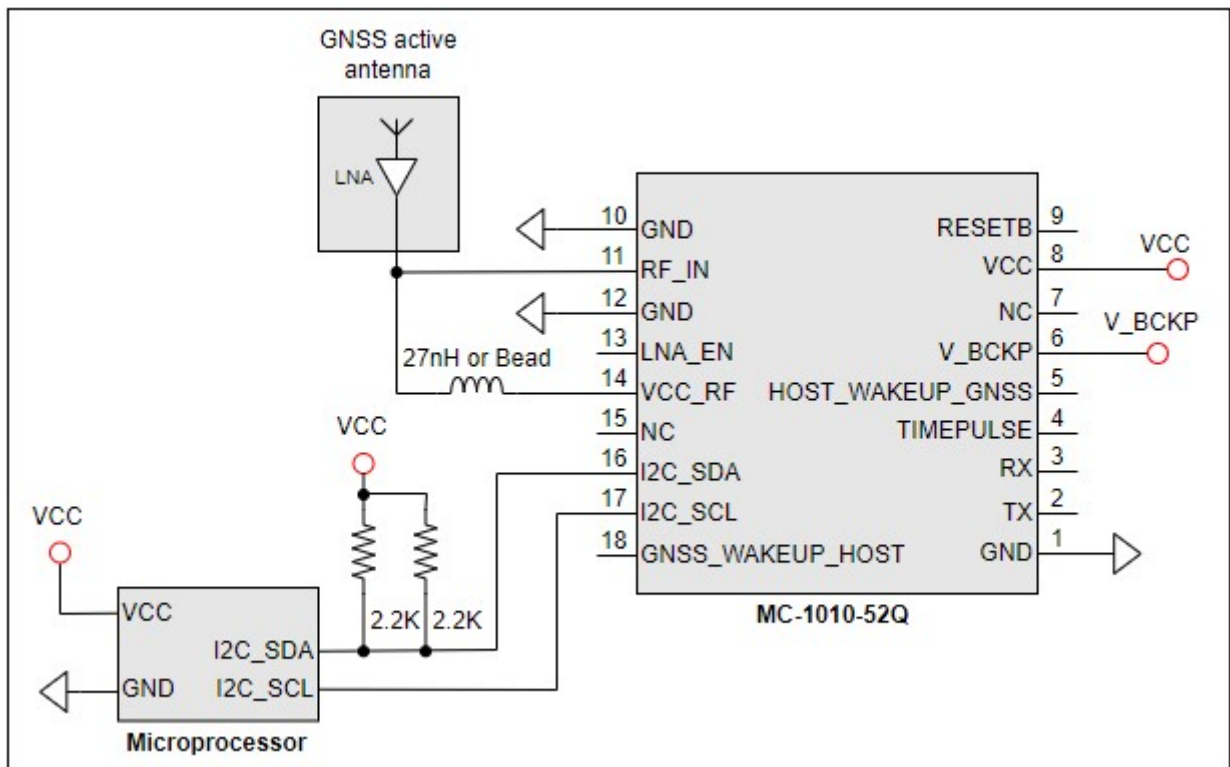 GNSS active
antenna
LNA
10
GND
11
RF_IN
12
GND
13
LNA_EN
27nH or Bead
14
VCC_RF
15
NC
16
I2C_SDA
17
I2C_SCL
18
GNSS_WAKEUP_HOST
RESETB
9
VCC
8
VCC
NC
7
V_BCKP
6
V_BCKP
HOST_WAKEUP_GNSS
5
TIMEPULSE
4
RX
3
TX
2
GND
1
MC-1010-52Q
VCC
VCC
2.2K
2.2K
VCC
I2C_SDA
GND
I2C_SCL
Microprocessor